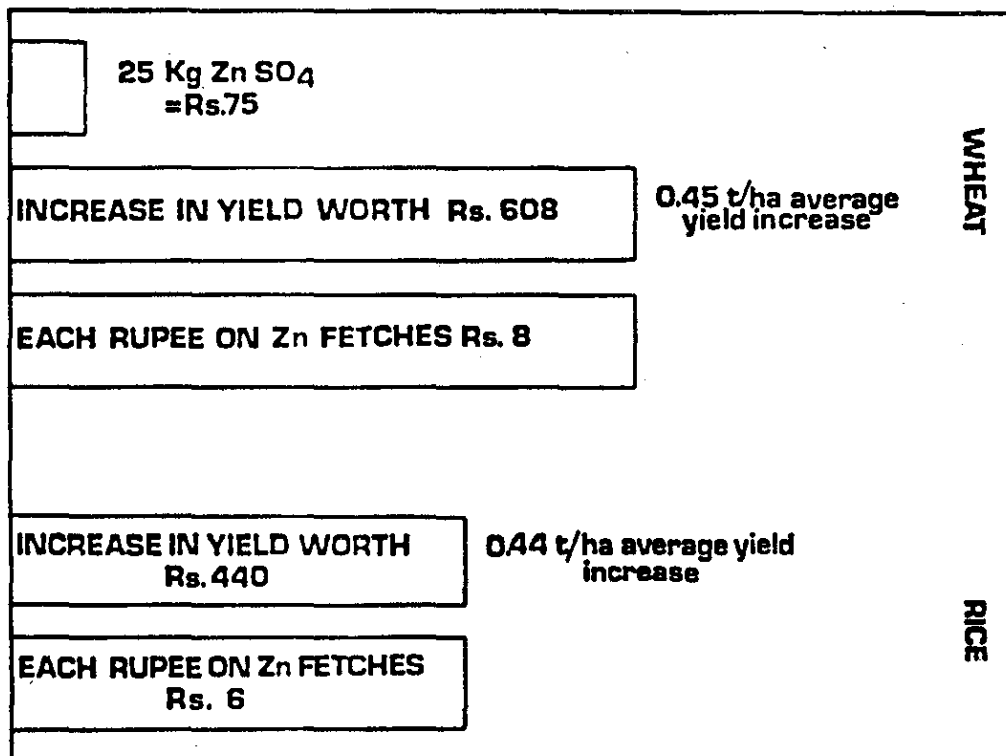 25 Kg Zn SO4
=Rs.75
INCREASE IN YIELD WORTH Rs. 608
0.45 t/ha average
yield increase
EACH RUPEE ON Zn FETCHES Rs. 8
WHEAT
INCREASE IN YIELD WORTH
Rs. 440
0.44 t/ha average yield
increase
EACH RUPEE ON Zn FETCHES
Rs. 6
RICE